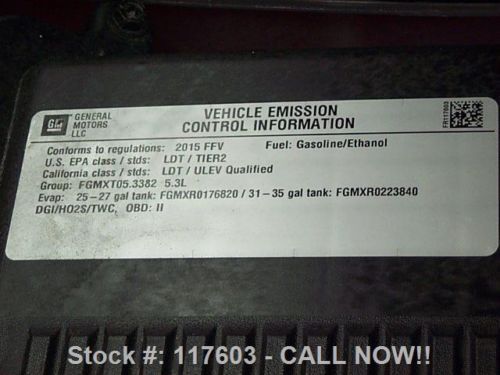 GM GENERAL MOTORS LLC
VEHICLE EMISSION
CONTROL INFORMATION
FR117603
Conforms to regulations: 2015 FFV Fuel: Gasoline/Ethanol
U.S. EPA class / stds: LDT / TIER2
California class / stds: LDT / ULEV Qualified
Group: FGMXT05.3382 5.3L
Evap: 25-27 gal tank: FGMXR0176820 / 31-35 gal tank: FGMXR0223840
DGI/HO2S/TWC, OBD: II
Stock #: 117603 - CALL NOW!!